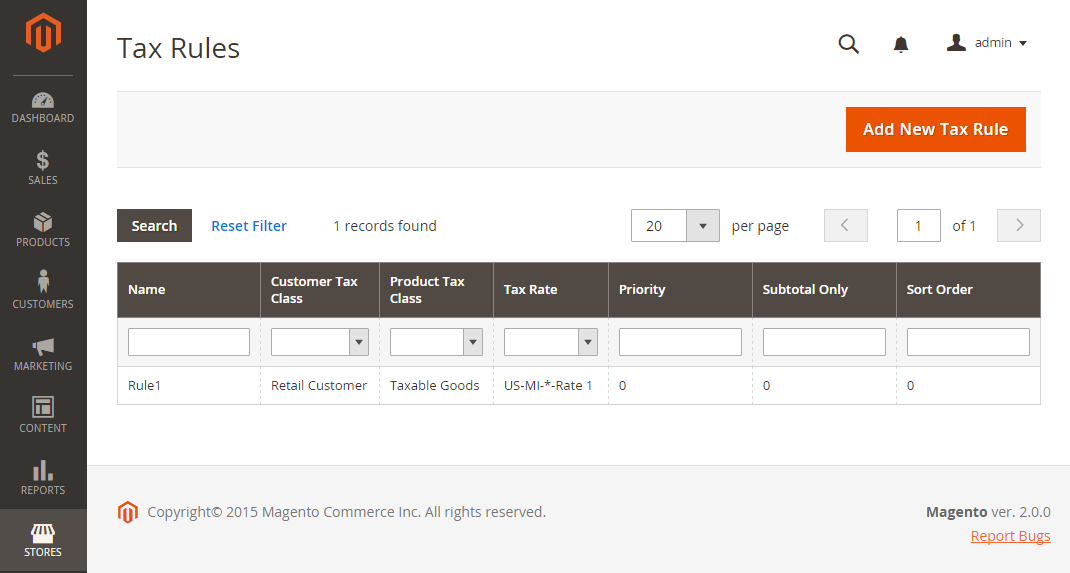 Tax Rules
admin
DASHBOARD
SALES
PRODUCTS
CUSTOMERS
MARKETING
CONTENT
REPORTS
STORES
Add New Tax Rule
Search Reset Filter 1 records found 20 per page 1 of 1
Name Customer Tax Class Product Tax Class Tax Rate Priority Subtotal Only Sort Order
Rule1 Retail Customer Taxable Goods US-MI-*-Rate 1 0 0 0
Copyright© 2015 Magento Commerce Inc. All rights reserved.
Magento ver. 2.0.0
Report Bugs